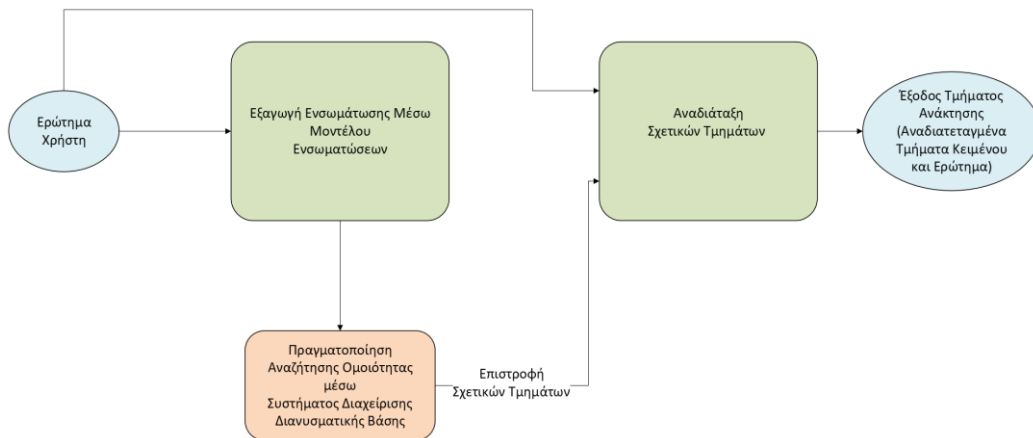 Ερώτημα
Χρήστη
Εξαγωγή Ενσωμάτωσης Μέσω
Μοντέλου
Ενσωματώσεων
Αναδιάταξη
Σχετικών Τμημάτων
Έξοδος Τμήματος
Ανάκτησης
(Αναδιατεταγμένα
Τμήματα Κειμένου
και Ερώτημα)
Πραγματοποίηση
Αναζήτησης Ομοιότητας
μέσω
Συστήματος Διαχείρισης
Διανυσματικής Βάσης
Επιστροφή
Σχετικών Τμημάτων